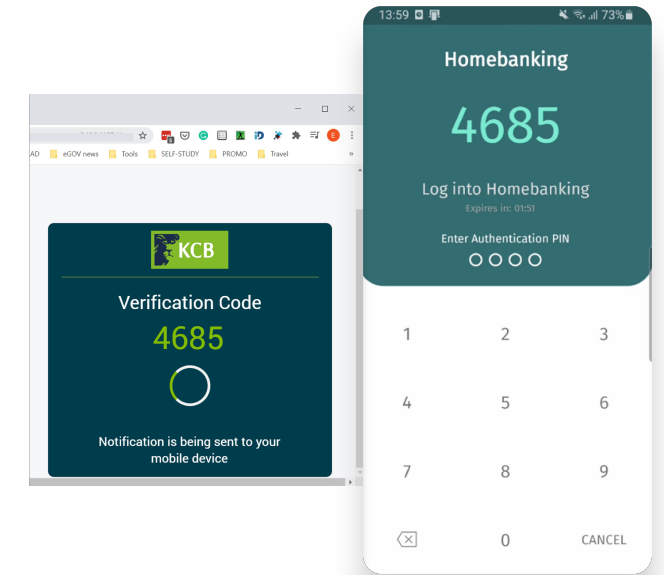 AD eGOV news Tools SELF-STUDY PROMO Travel »
6
E
KCB
Verification Code
4685
Notification is being sent to your
mobile device
13:59 73%
Homebanking
4685
Log into Homebanking
Expires in: 01:51
Enter Authentication PIN
1 2 3
4 5 6
7 8 9
0 CANCEL